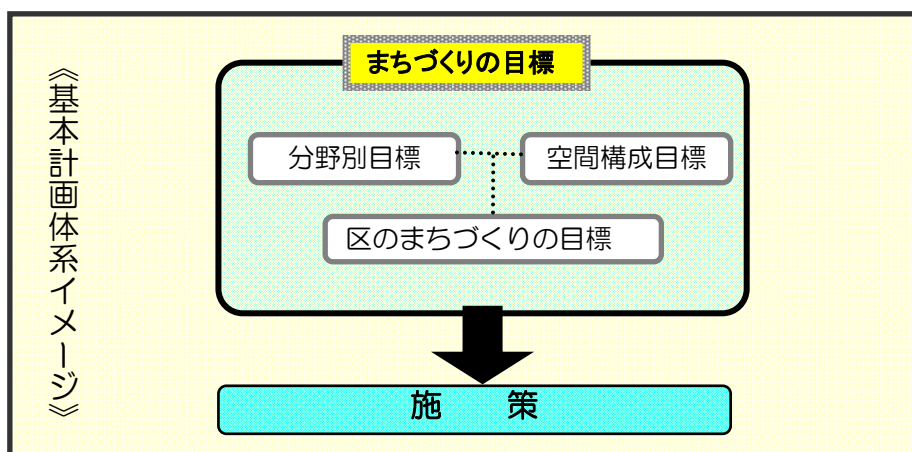 《基本計画体系イメージ》
まちづくりの目標
分野別目標
空間構成目標
区のまちづくりの目標
施　策